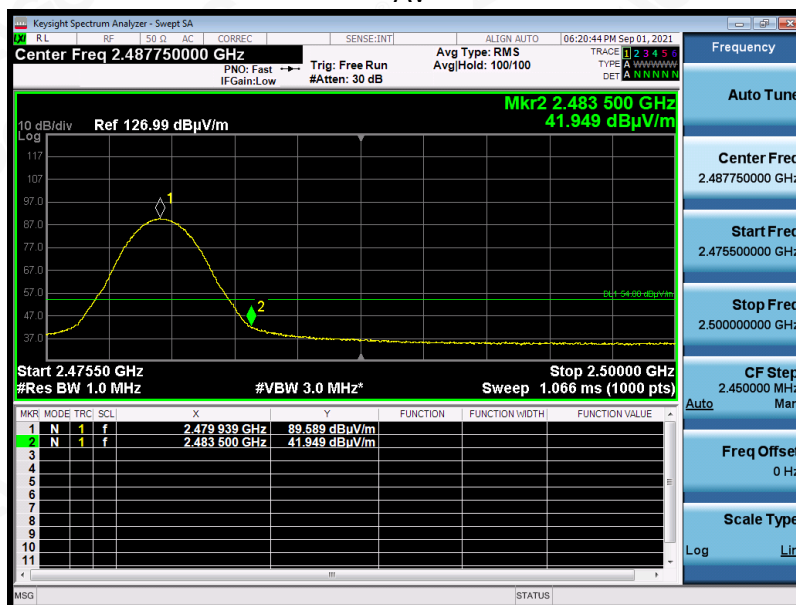 Keysight Spectrum Analyzer - Swept SA
LXI RL RF 50 Ω AC CORREC SENSE:INT ALIGN AUTO 06:20:44 PM Sep 01, 2021
Center Freq 2.487750000 GHz
PNO: Fast
IFGain:Low
Trig: Free Run
#Atten: 30 dB
Avg Type: RMS
Avg|Hold: 100/100
TRACE 1 2 3 4 5 6
TYPE A WWWWW
DET A N N N N N
Mkr2 2.483 500 GHz
41.949 dBµV/m
10 dB/div Ref 126.99 dBµV/m
Log
117
107
97.0
87.0
77.0
67.0
57.0
47.0
37.0
1
2
DL1 54.00 dBµV/m
Start 2.47550 GHz Stop 2.50000 GHz
#Res BW 1.0 MHz #VBW 3.0 MHz* Sweep 1.066 ms (1000 pts)
MKR MODE TRC SCL X Y FUNCTION FUNCTION WIDTH FUNCTION VALUE
1 N 1 f 2.479 939 GHz 89.589 dBµV/m
2 N 1 f 2.483 500 GHz 41.949 dBµV/m
3
4
5
6
7
8
9
10
11
MSG STATUS
Frequency
Auto Tune
Center Freq
2.487750000 GHz
Start Freq
2.475500000 GHz
Stop Freq
2.500000000 GHz
CF Step
2.450000 MHz
Auto Man
Freq Offset
0 Hz
Scale Type
Log Lin